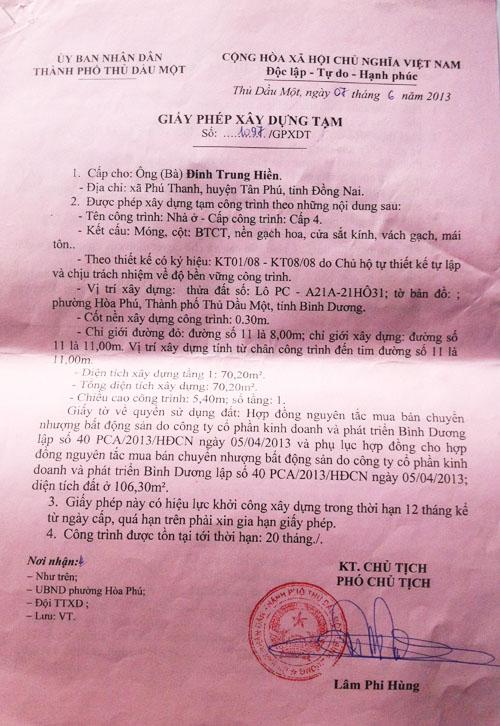 ỦY BAN NHÂN DÂN
THÀNH PHỐ THỦ DẦU MỘT
CỘNG HÒA XÃ HỘI CHỦ NGHĨA VIỆT NAM
Độc lập - Tự do - Hạnh phúc
Thủ Dầu Một, ngày 07 tháng 6 năm 2013
GIẤY PHÉP XÂY DỰNG TẠM
Số: ....1097./GPXDT
1. Cấp cho: Ông (Bà) Đinh Trung Hiền.
- Địa chỉ: xã Phú Thanh, huyện Tân Phú, tỉnh Đồng Nai.
2. Được phép xây dựng tạm công trình theo những nội dung sau:
- Tên công trình: Nhà ở - Cấp công trình: Cấp 4.
- Kết cấu: Móng, cột: BTCT, nền gạch hoa, cửa sắt kính, vách gạch, mái
tôn..
- Theo thiết kế có ký hiệu: KT01/08 - KT08/08 do Chủ hộ tự thiết kế tự lập
và chịu trách nhiệm về độ bền vững công trình.
- Vị trí xây dựng: thửa đất số: Lô PC - A21A-21HÔ31; tờ bản đồ: ;
phường Hòa Phú, Thành phố Thủ Dầu Một, tỉnh Bình Dương.
- Cốt nền xây dựng công trình: 0.30m.
- Chỉ giới đường đỏ: đường số 11 là 8,00m; chỉ giới xây dựng: đường số
11 là 11,00m. Vị trí xây dựng tính từ chân công trình đến tim đường số 11 là
11,00m.
- Diện tích xây dựng tầng 1: 70,20m².
- Tổng diện tích xây dựng: 70,20m².
- Chiều cao công trình: 5,40m; số tầng: 1.
Giấy tờ về quyền sử dụng đất: Hợp đồng nguyên tắc mua bán chuyển
nhượng bất động sản do công ty cổ phần kinh doanh và phát triển Bình Dương
lập số 40 PCA/2013/HĐCN ngày 05/04/2013 và phụ lục hợp đồng cho hợp
đồng nguyên tắc mua bán chuyển nhượng bất động sản do công ty cổ phần kinh
doanh và phát triển Bình Dương lập số 40 PCA/2013/HĐCN ngày 05/04/2013;
diện tích đất ở 106,30m².
3. Giấy phép này có hiệu lực khởi công xây dựng trong thời hạn 12 tháng kể
từ ngày cấp, quá hạn trên phải xin gia hạn giấy phép.
4. Công trình được tồn tại tới thời hạn: 20 tháng./.
Nơi nhận:
– Như trên;
– UBND phường Hòa Phú;
– Đội TTXD ;
– Lưu: VT.
KT. CHỦ TỊCH
PHÓ CHỦ TỊCH
Lâm Phi Hùng